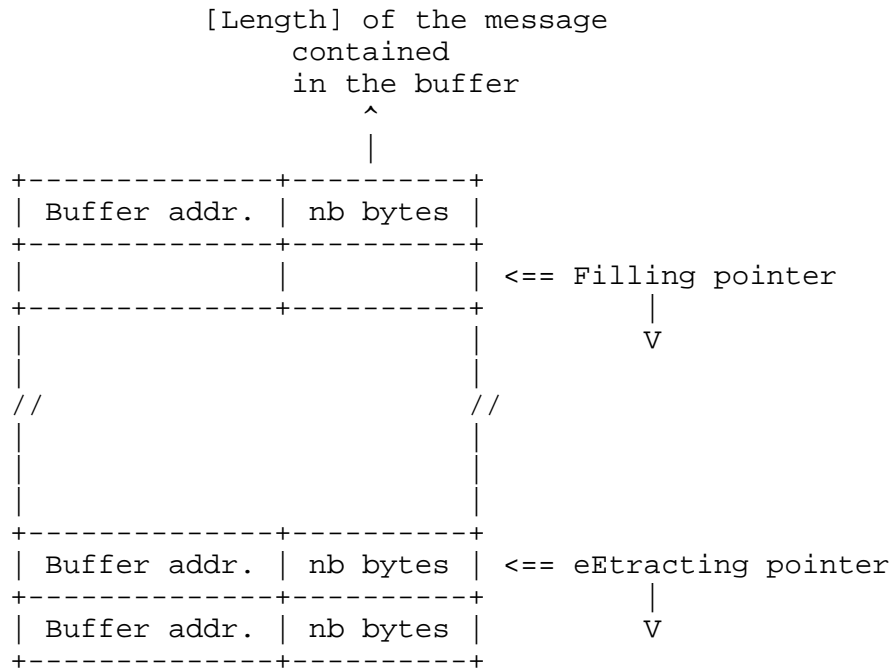 [Length] of the message
contained
in the buffer
^
|
+--------------+----------+
| Buffer addr. | nb bytes |
+--------------+----------+
| | | <== Filling pointer
+--------------+----------+ |
| | V
| |
// //
| |
| |
| |
+--------------+----------+
| Buffer addr. | nb bytes | <== eEtracting pointer
+--------------+----------+ |
| Buffer addr. | nb bytes | V
+--------------+----------+